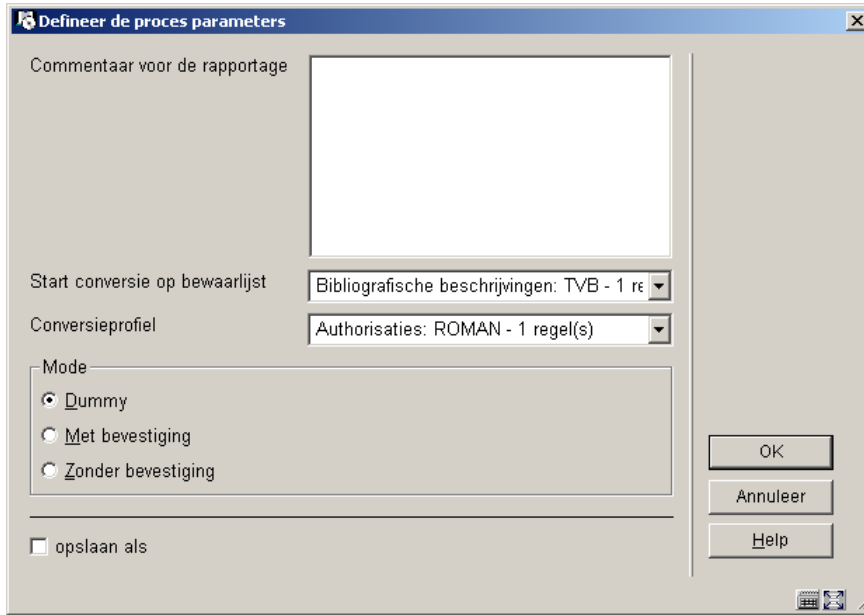 Defineer de proces parameters
Commentaar voor de rapportage
Start conversie op bewaarlijst
Bibliografische beschrijvingen: TVB - 1 re
Conversieprofiel
Authorisaties: ROMAN - 1 regel(s)
Mode
Dummy
Met bevestiging
Zonder bevestiging
OK
Annuleer
Help
opslaan als